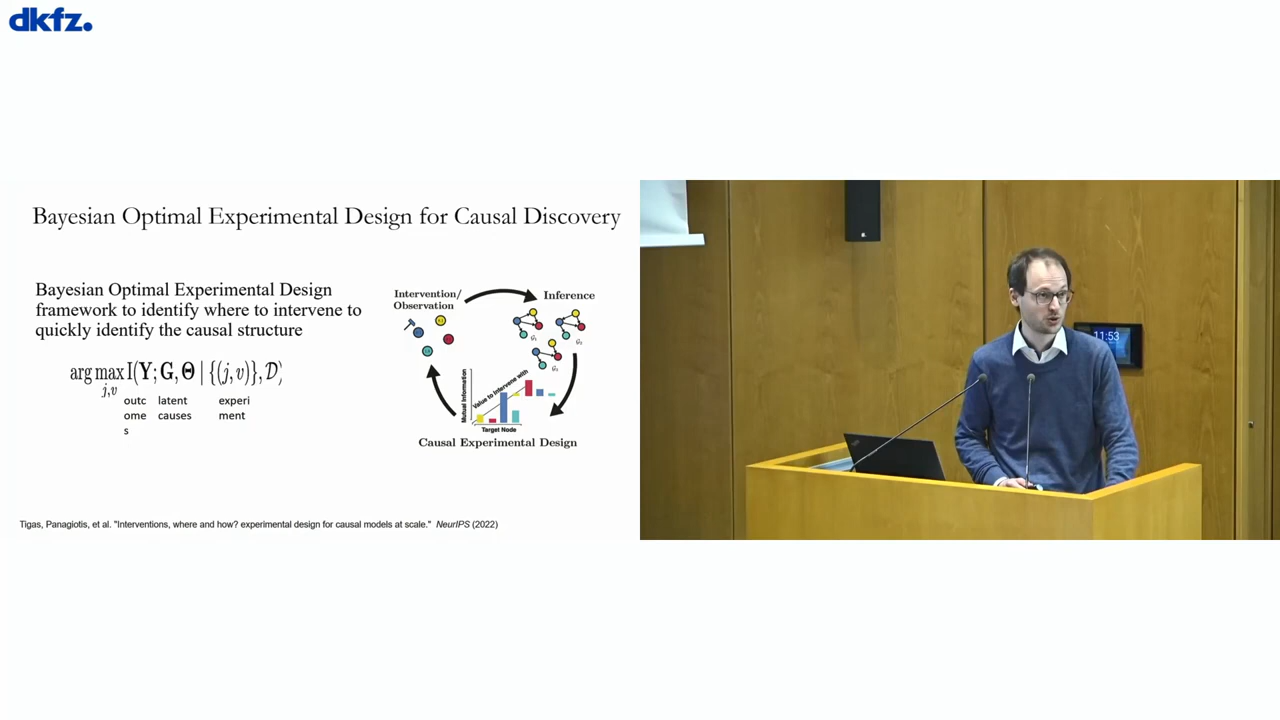 dkfz.
Bayesian Optimal Experimental Design for Causal Discovery
Bayesian Optimal Experimental Design
framework to identify where to intervene to
quickly identify the causal structure
arg max I(Y; G, Θ | {(j, v)}, 𝒟)
j,v
outc latent experi
ome causes ment
s
Intervention/
Observation
Inference
𝒢₁
𝒢₂
𝒢₃
Mutual Information
Value to intervene with
Target Node
Causal Experimental Design
Tigas, Panagiotis, et al. "Interventions, where and how? experimental design for causal models at scale." NeurIPS (2022)
11:53